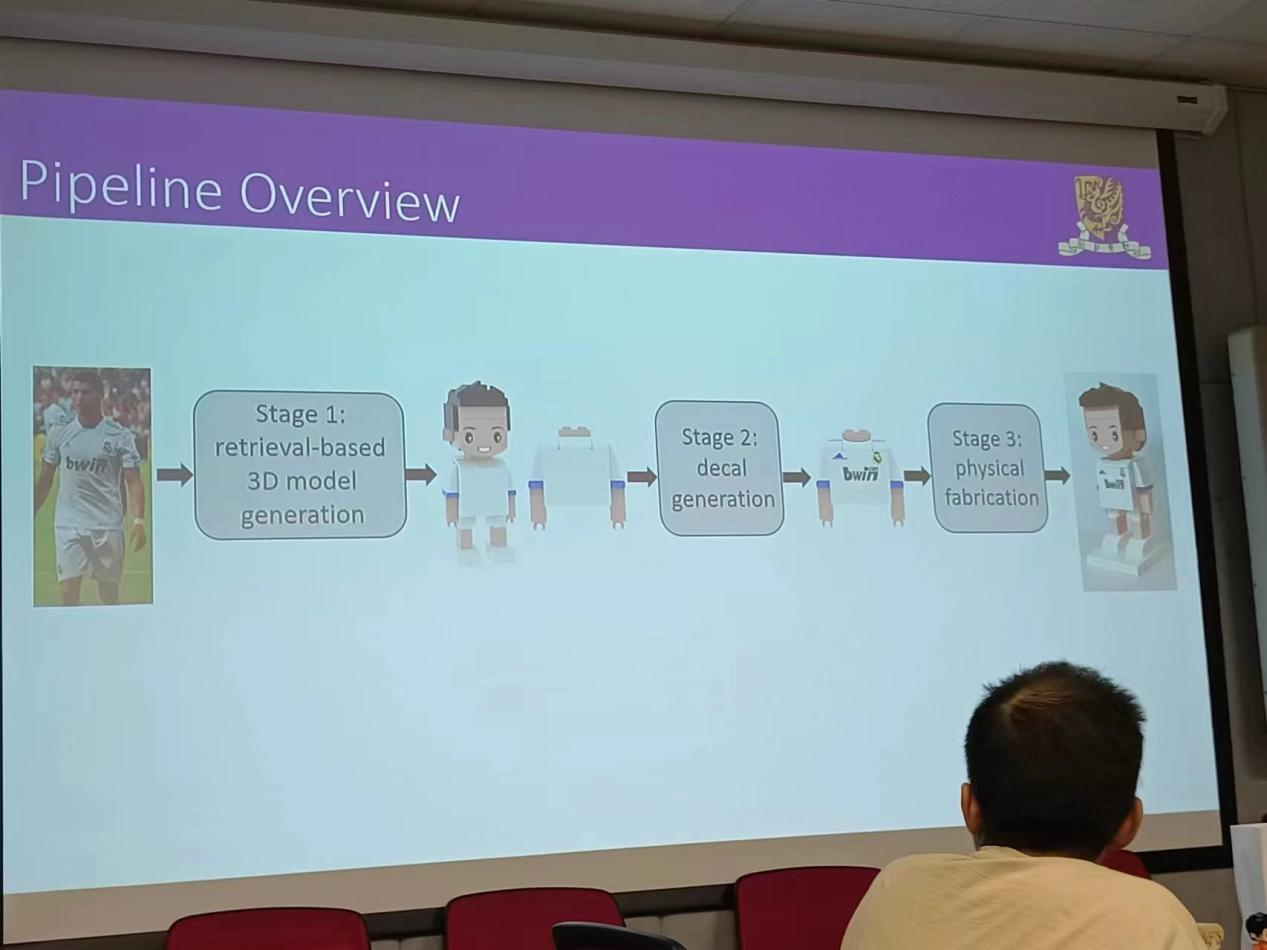 Pipeline Overview
bwin
Stage 1:
retrieval-based
3D model
generation
Stage 2:
decal
generation
bwin
Stage 3:
physical
fabrication
bwin